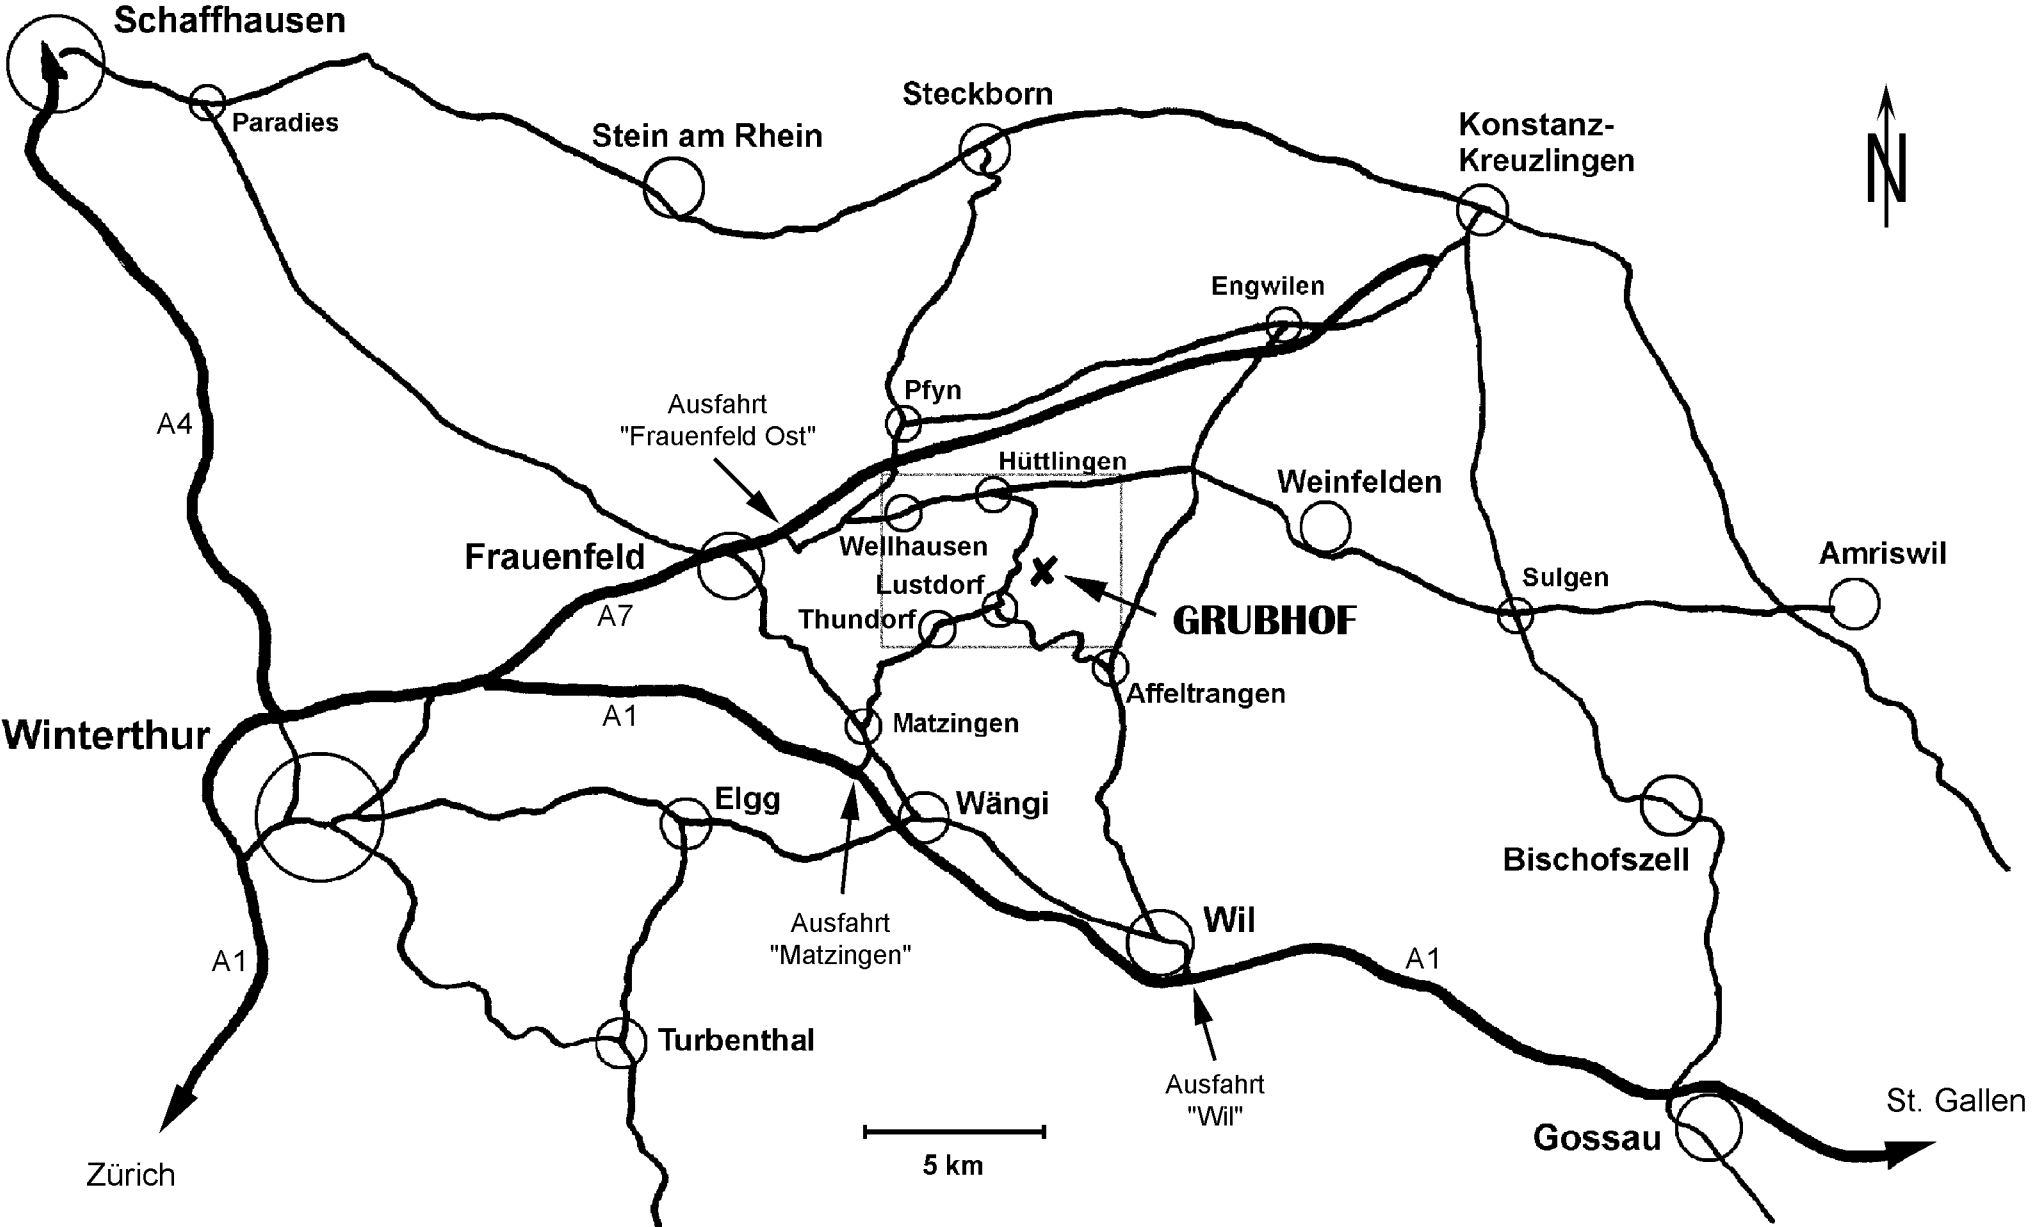 Schaffhausen
Paradies
Steckborn
Stein am Rhein
Konstanz-
Kreuzlingen
N
Engwilen
Pfyn
Ausfahrt
"Frauenfeld Ost"
A4
Hüttlingen
Weinfelden
Wellhausen
Frauenfeld
Amriswil
Sulgen
Lustdorf
A7
Thundorf
GRUBHOF
Affeltrangen
A1
Matzingen
Winterthur
Elgg
Wängi
Bischofszell
Ausfahrt
"Matzingen"
Wil
A1
A1
Turbenthal
Ausfahrt
"Wil"
St. Gallen
Gossau
5 km
Zürich